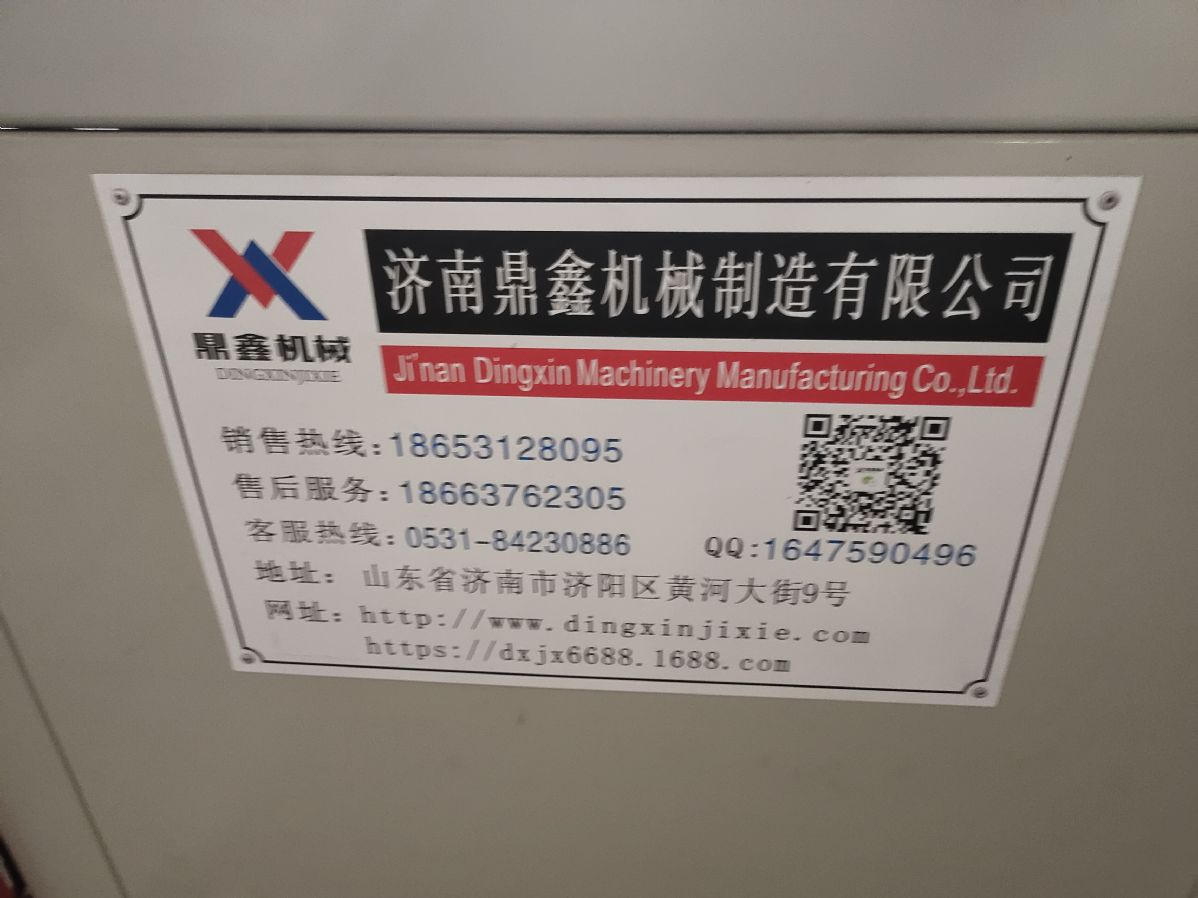 济南鼎鑫机械制造有限公司
鼎鑫机械
DINGXINJIXIE
Ji'nan Dingxin Machinery Manufacturing Co.,Ltd.
销售热线:18653128095
售后服务:18663762305
客服热线:0531-84230886
QQ:1647590496
地址: 山东省济南市济阳区黄河大街9号
网址: http://www.dingxinjixie.com
https://dxjx6688.1688.com